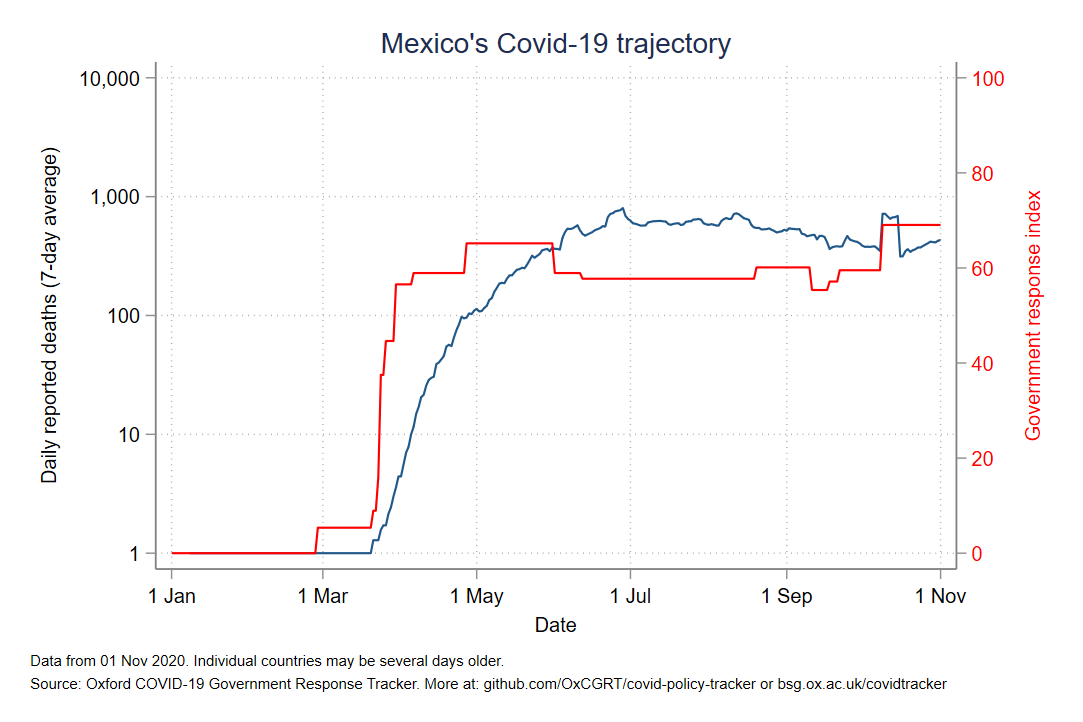 Mexico's Covid-19 trajectory
10,000
1,000
100
10
1
Daily reported deaths (7-day average)
100
80
60
40
20
0
Government response index
1 Jan
1 Mar
1 May
1 Jul
1 Sep
1 Nov
Date
Data from 01 Nov 2020. Individual countries may be several days older.
Source: Oxford COVID-19 Government Response Tracker. More at: github.com/OxCGRT/covid-policy-tracker or bsg.ox.ac.uk/covidtracker